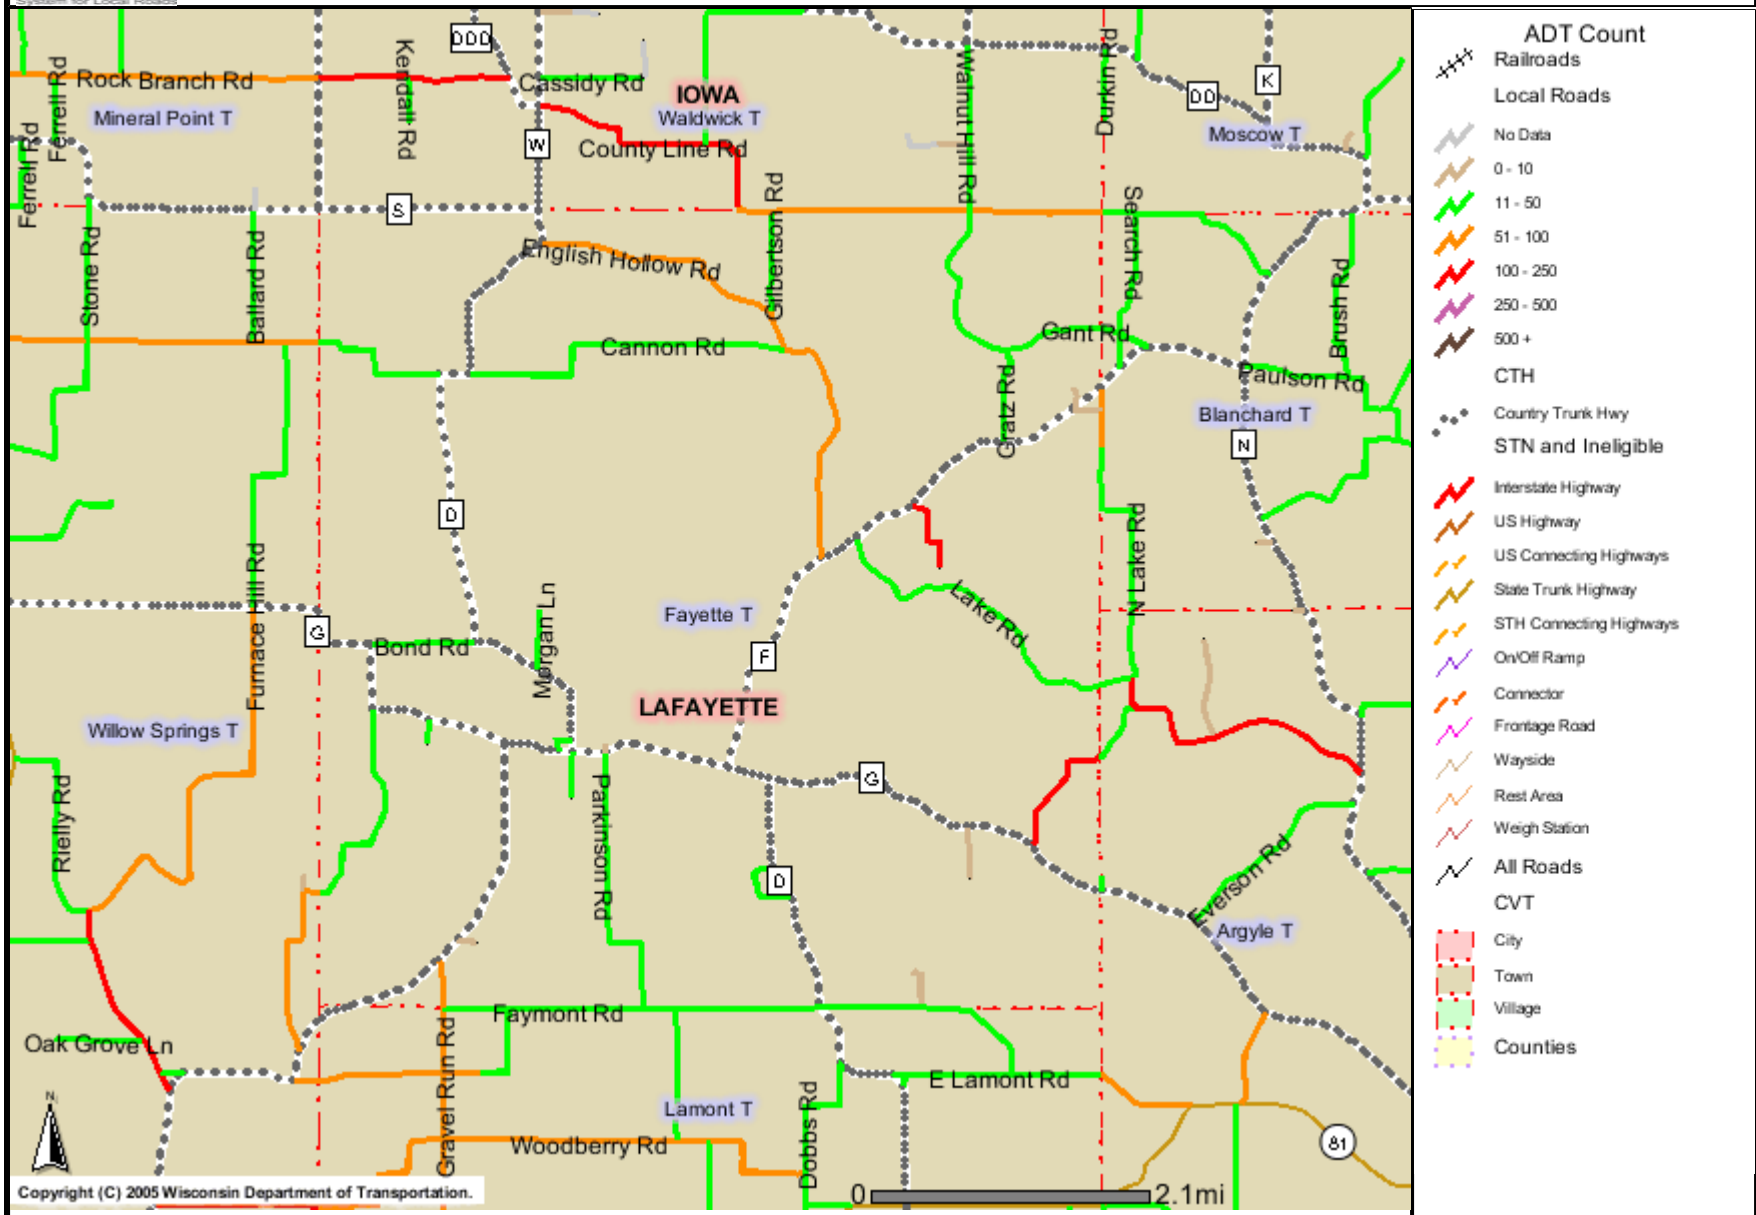 System for Local Roads
DDD
Rock Branch Rd
Ferrell Rd
Kendall Rd
Cassidy Rd
IOWA
Waldwick T
Mineral Point T
Walnut Hill Rd
Durkin Rd
DD
K
Moscow T
Ferrell Rd
W
County Line Rd
S
Stone Rd
Ballard Rd
English Hollow Rd
Gilbertson Rd
Search Rd
Brush Rd
Cannon Rd
Gant Rd
Paulson Rd
Gratz Rd
Blanchard T
N
D
N Lake Rd
Furnace Hill Rd
Morgan Ln
Fayette T
Lake Rd
G
Bond Rd
F
LAFAYETTE
Willow Springs T
Rielly Rd
Parkinson Rd
G
D
Everson Rd
Argyle T
Faymont Rd
Oak Grove Ln
Gravel Run Rd
E Lamont Rd
Lamont T
Dobbs Rd
Woodberry Rd
81
N
Copyright (C) 2005 Wisconsin Department of Transportation.
0 2.1mi
ADT Count
Railroads
Local Roads
No Data
0 - 10
11 - 50
51 - 100
100 - 250
250 - 500
500 +
CTH
Country Trunk Hwy
STN and Ineligible
Interstate Highway
US Highway
US Connecting Highways
State Trunk Highway
STH Connecting Highways
On/Off Ramp
Connector
Frontage Road
Wayside
Rest Area
Weigh Station
All Roads
CVT
City
Town
Village
Counties